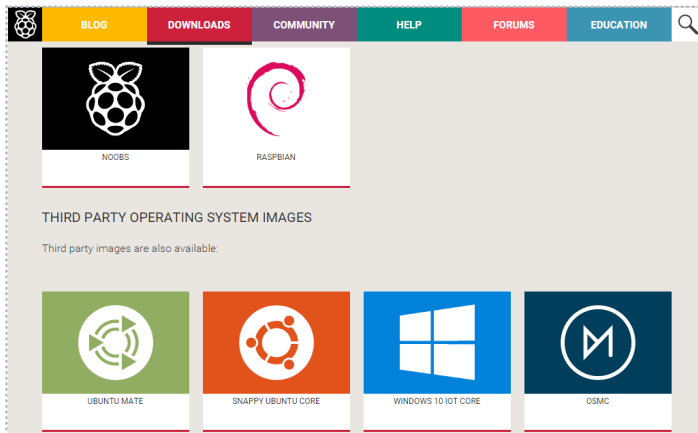 BLOG DOWNLOADS COMMUNITY HELP FORUMS EDUCATION
NOOBS RASPBIAN
THIRD PARTY OPERATING SYSTEM IMAGES
Third party images are also available:
UBUNTU MATE SNAPPY UBUNTU CORE WINDOWS 10 IOT CORE OSMC